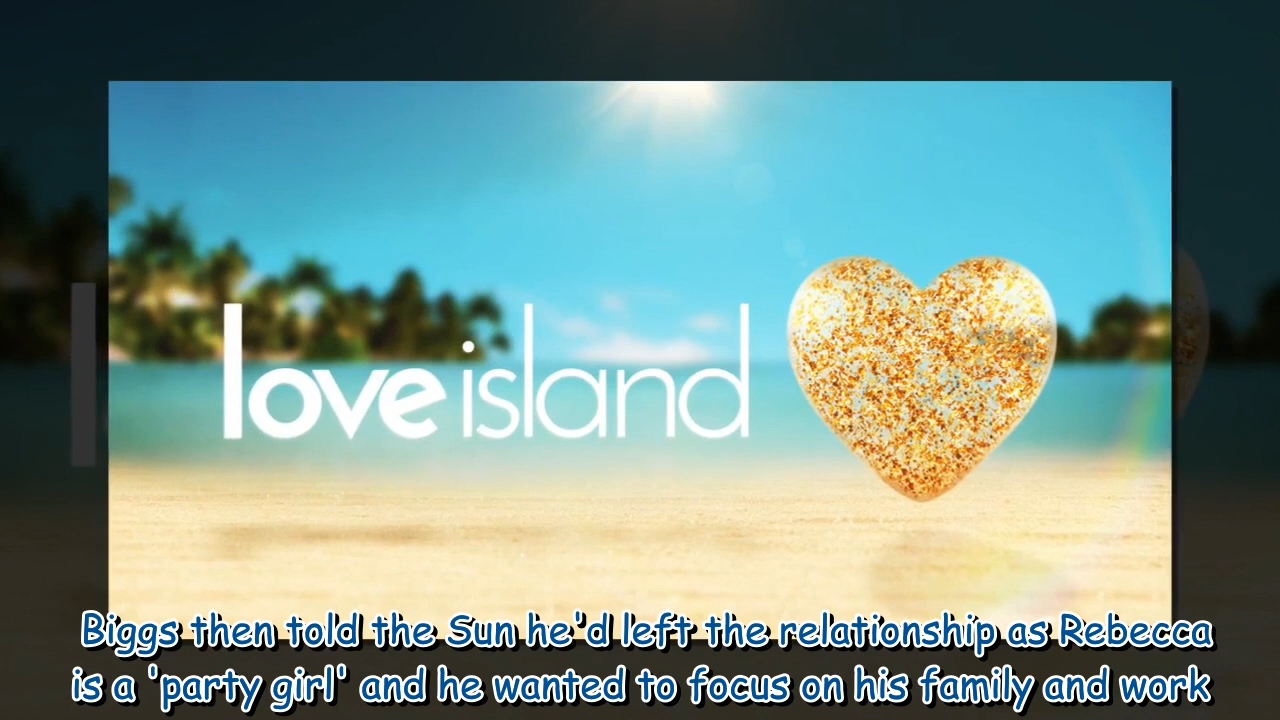 love island
Biggs then told the Sun he'd left the relationship as Rebecca
is a 'party girl' and he wanted to focus on his family and work